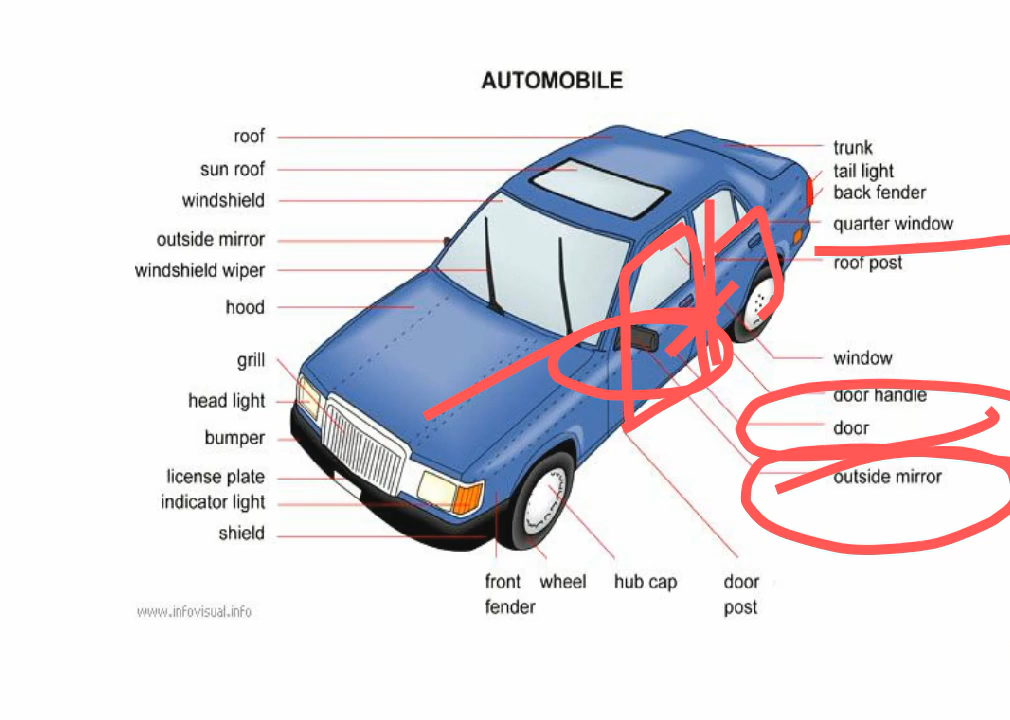 AUTOMOBILE
roof
sun roof
windshield
outside mirror
windshield wiper
hood
grill
head light
bumper
license plate
indicator light
shield
trunk
tail light
back fender
quarter window
roof post
window
door handle
door
outside mirror
front fender
wheel
hub cap
door post
www.infovisual.info